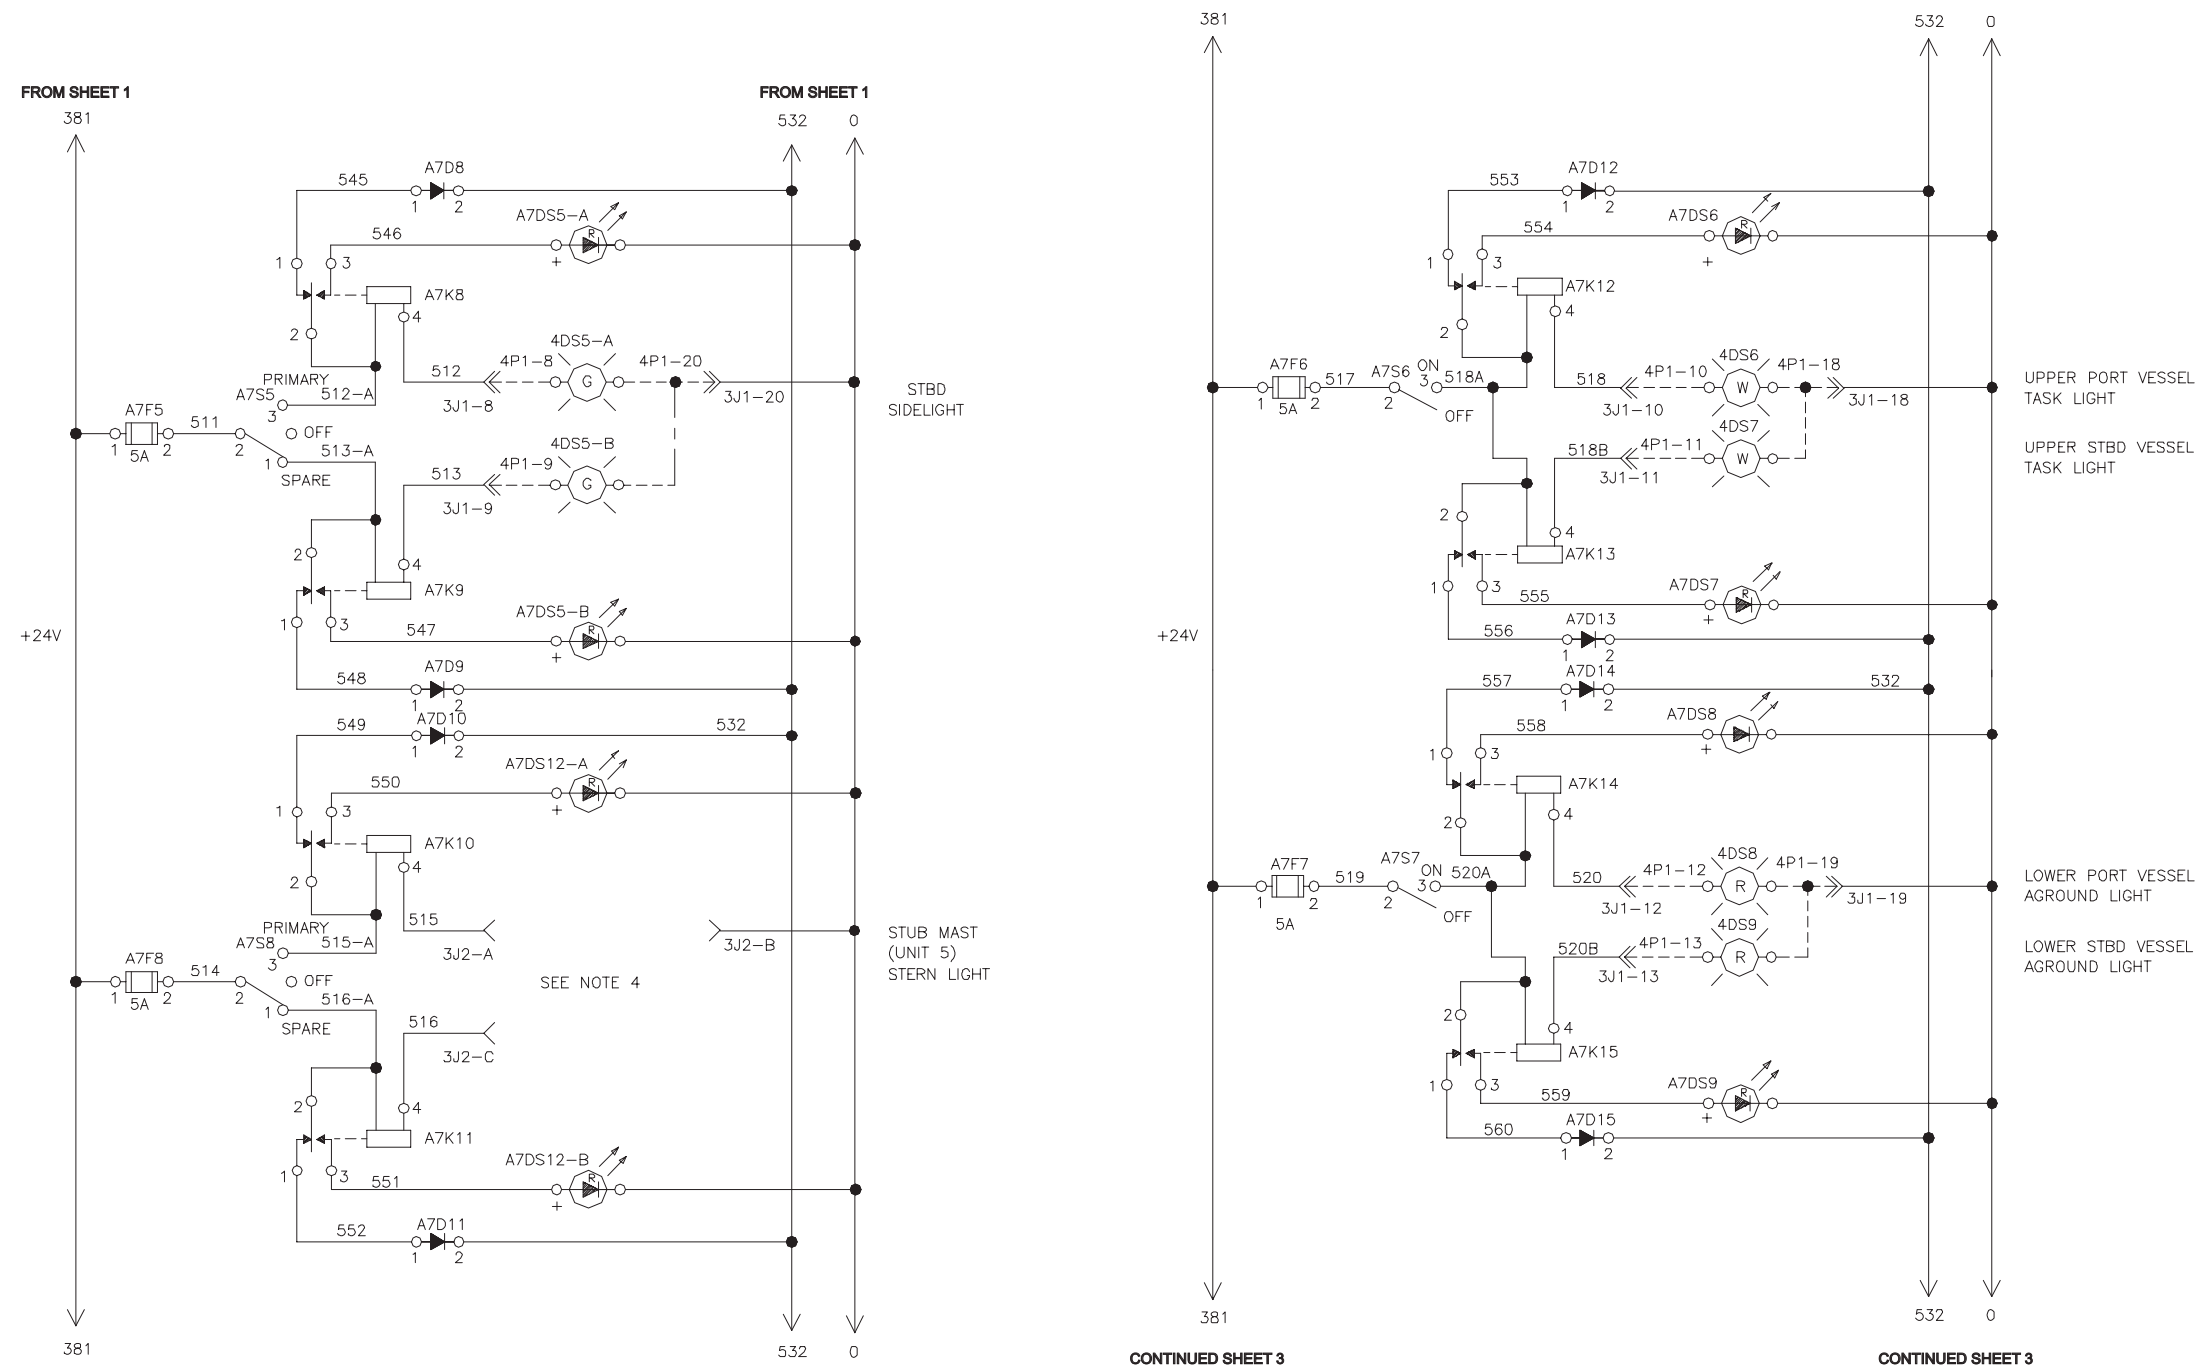 FROM SHEET 1
381
FROM SHEET 1
532
0
545
A7D8
1
2
A7DS5-A
R
546
+
1
3
A7K8
2
4
4DS5-A
4P1-8
4P1-20
512
G
3J1-8
3J1-20
STBD
SIDELIGHT
PRIMARY
A7S5
512-A
3
A7F5
511
OFF
1
5A
2
2
513-A
1
SPARE
4DS5-B
4P1-9
513
G
3J1-9
2
4
A7K9
1
3
A7DS5-B
R
547
+
+24V
A7D9
548
1
2
A7D10
549
532
1
2
A7DS12-A
R
550
+
1
3
A7K10
2
4
515
3J2-A
3J2-B
STUB MAST
(UNIT 5)
STERN LIGHT
PRIMARY
A7S8
515-A
3
A7F8
514
OFF
SEE NOTE 4
1
5A
2
2
516-A
1
SPARE
516
3J2-C
2
4
A7K11
1
3
A7DS12-B
R
551
+
A7D11
552
1
2
381
532
0
381
532
0
A7D12
553
1
2
A7DS6
R
554
+
1
3
A7K12
2
4
4DS6
4P1-10
4P1-18
A7F6
ON
A7S6
517
3
518A
518
W
1
5A
2
2
OFF
3J1-10
3J1-18
UPPER PORT VESSEL
TASK LIGHT
4DS7
4P1-11
518B
W
3J1-11
UPPER STBD VESSEL
TASK LIGHT
2
4
A7K13
1
3
A7DS7
R
555
+
+24V
A7D13
556
1
2
A7D14
557
532
1
2
A7DS8
558
+
1
3
A7K14
2
4
4DS8
4P1-12
4P1-19
A7F7
A7S7
ON
519
3
520A
520
R
1
2
5A
2
OFF
3J1-12
3J1-19
LOWER PORT VESSEL
AGROUND LIGHT
4DS9
4P1-13
520B
R
3J1-13
LOWER STBD VESSEL
AGROUND LIGHT
2
4
A7K15
1
3
A7DS9
R
559
+
A7D15
560
1
2
381
532
0
CONTINUED SHEET 3
CONTINUED SHEET 3